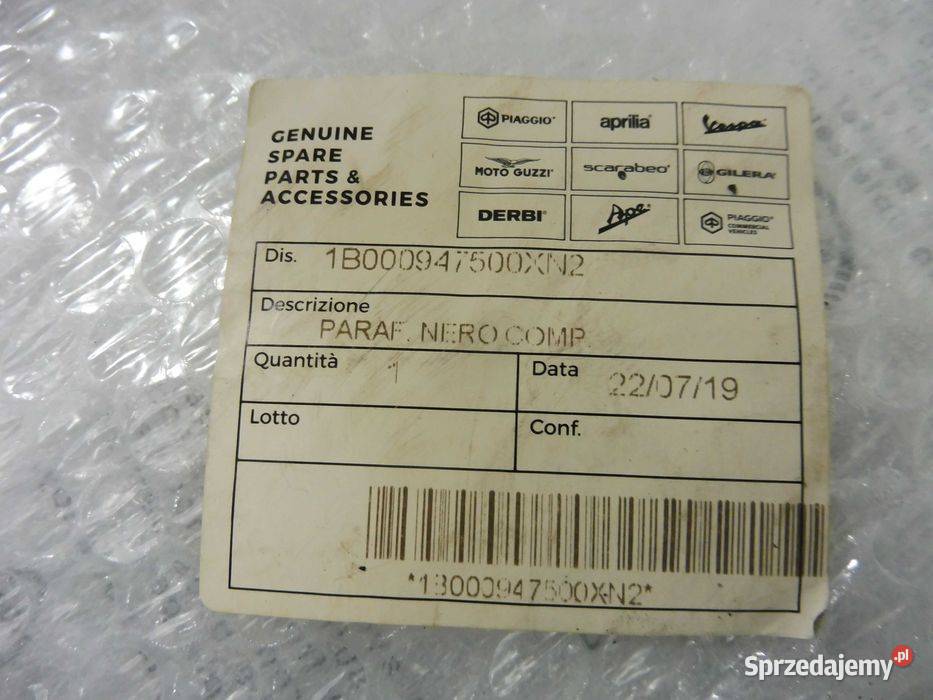 GENUINE
SPARE
PARTS &
ACCESSORIES
PIAGGIO®
aprilia®
Vespa®
MOTO GUZZI®
scarabeo®
GILERA®
DERBI®
Ape®
PIAGGIO®
COMMERCIAL
VEHICLES
Dis. 1B000947500XN2
Descrizione
PARAF. NERO COMP.
Quantità 1
Data 22/07/19
Lotto
Conf.
*1B000947500XN2*
Sprzedajemy.pl